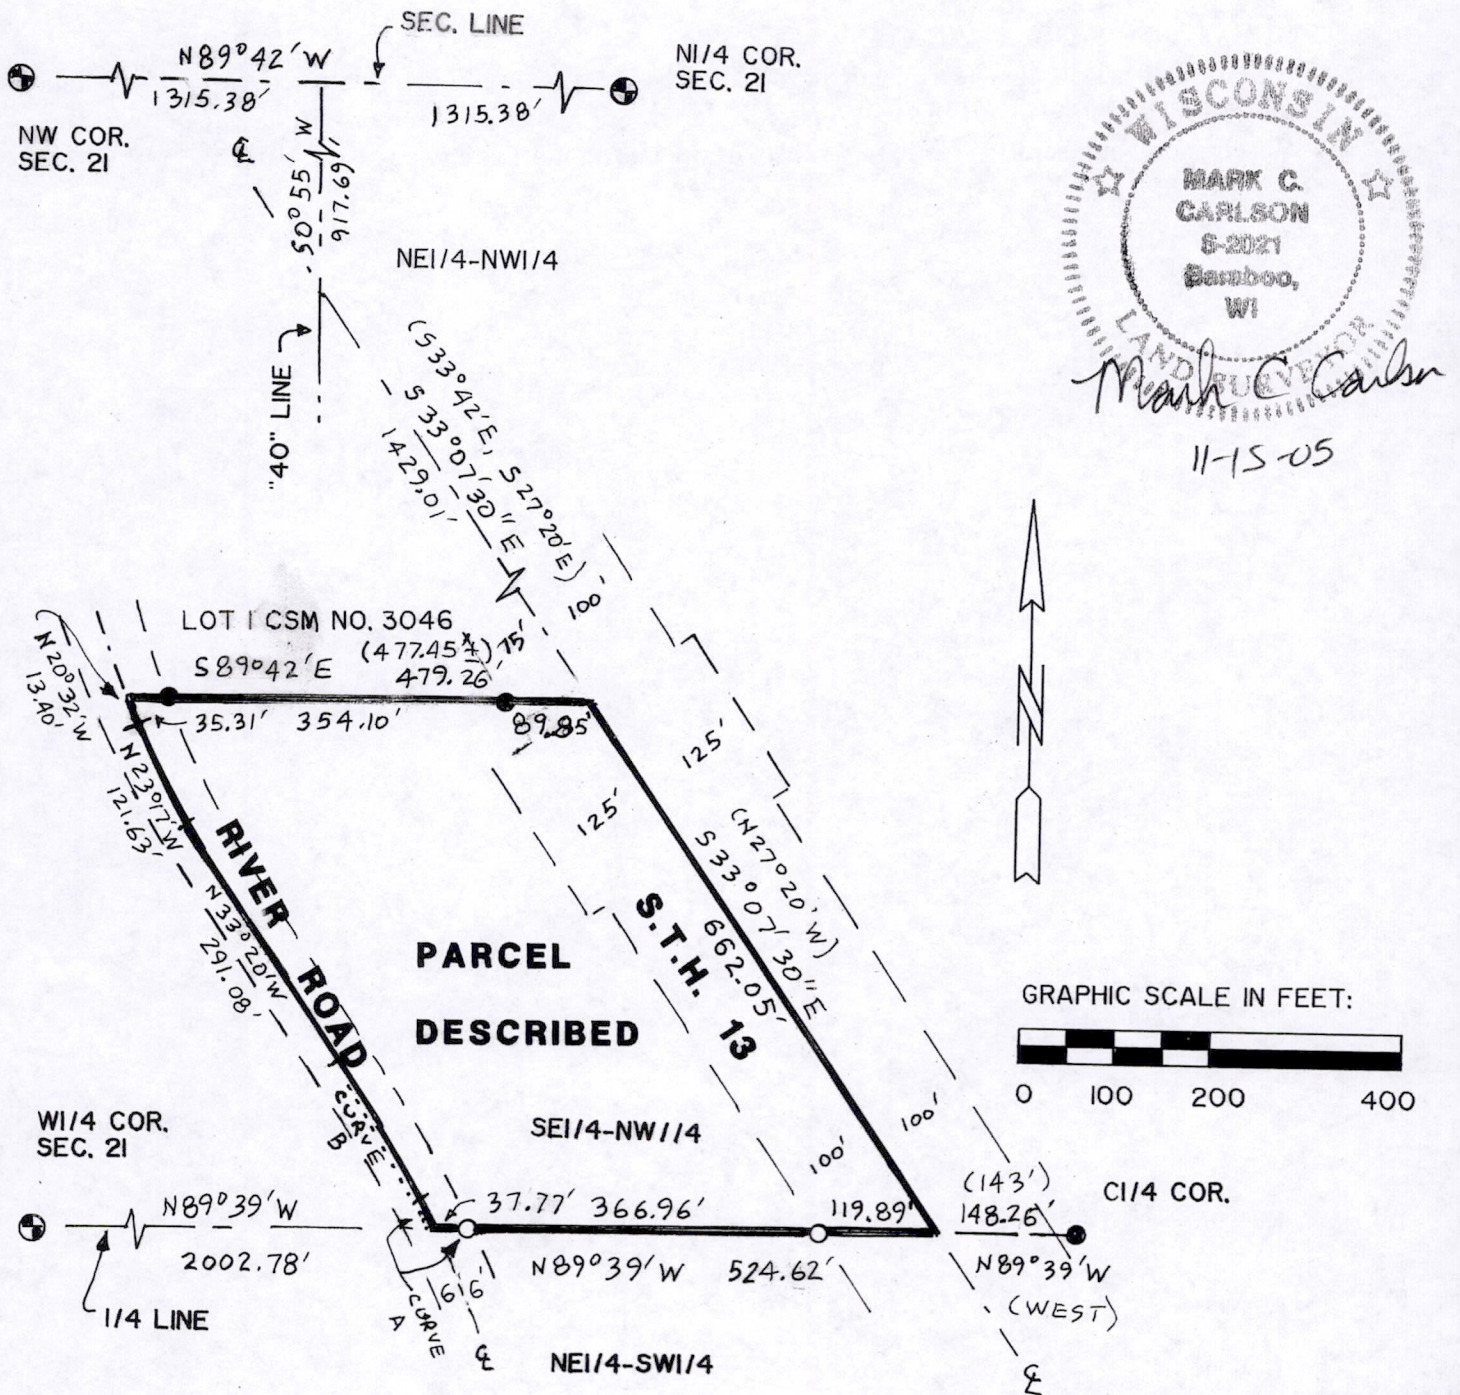 SEC. LINE
N89°42'W
1315.38'
1315.38'
N1/4 COR.
SEC. 21
NW COR.
SEC. 21
℄
S0°55'W
917.69'
NE1/4-NW1/4
"40" LINE
(S33°42'E, S27°20'E)
S33°07'30"E
1429.01'
WISCONSIN
MARK C.
CARLSON
S-2021
Baraboo,
WI
LAND SURVEYOR
Mark C Carlson
11-15-05
N
LOT 1 CSM NO. 3046
S89°42'E
(477.45'±)
479.26'
75'
100'
35.31'
354.10'
89.85'
N20°32'W
13.40'
N23°17'W
121.63'
N33°20'W
291.08'
RIVER ROAD
125'
125'
(N27°20'W)
S33°07'30"E
662.05'
S.T.H. 13
PARCEL
DESCRIBED
SE1/4-NW1/4
CURVE
B
100'
100'
GRAPHIC SCALE IN FEET:
0 100 200 400
W1/4 COR.
SEC. 21
N89°39'W
2002.78'
1/4 LINE
37.77'
366.96'
119.89'
N89°39'W
524.62'
(143')
148.26'
C1/4 COR.
N89°39'W
(WEST)
CURVE
A
℄
NE1/4-SW1/4
℄